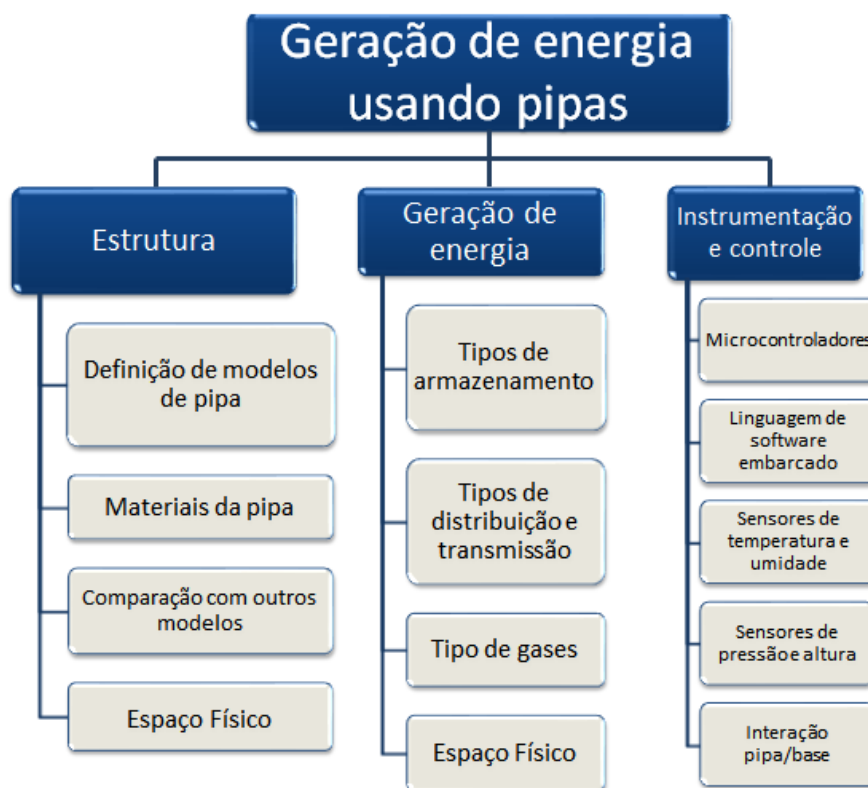 Geração de energia
usando pipas
Estrutura
Definição de modelos
de pipa
Materiais da pipa
Comparação com outros
modelos
Espaço Físico
Geração de
energia
Tipos de
armazenamento
Tipos de
distribuição e
transmissão
Tipo de gases
Espaço Físico
Instrumentação
e controle
Microcontroladores
Linguagem de
software
embarcado
Sensores de
temperatura e
umidade
Sensores de
pressão e altura
Interação
pipa/base